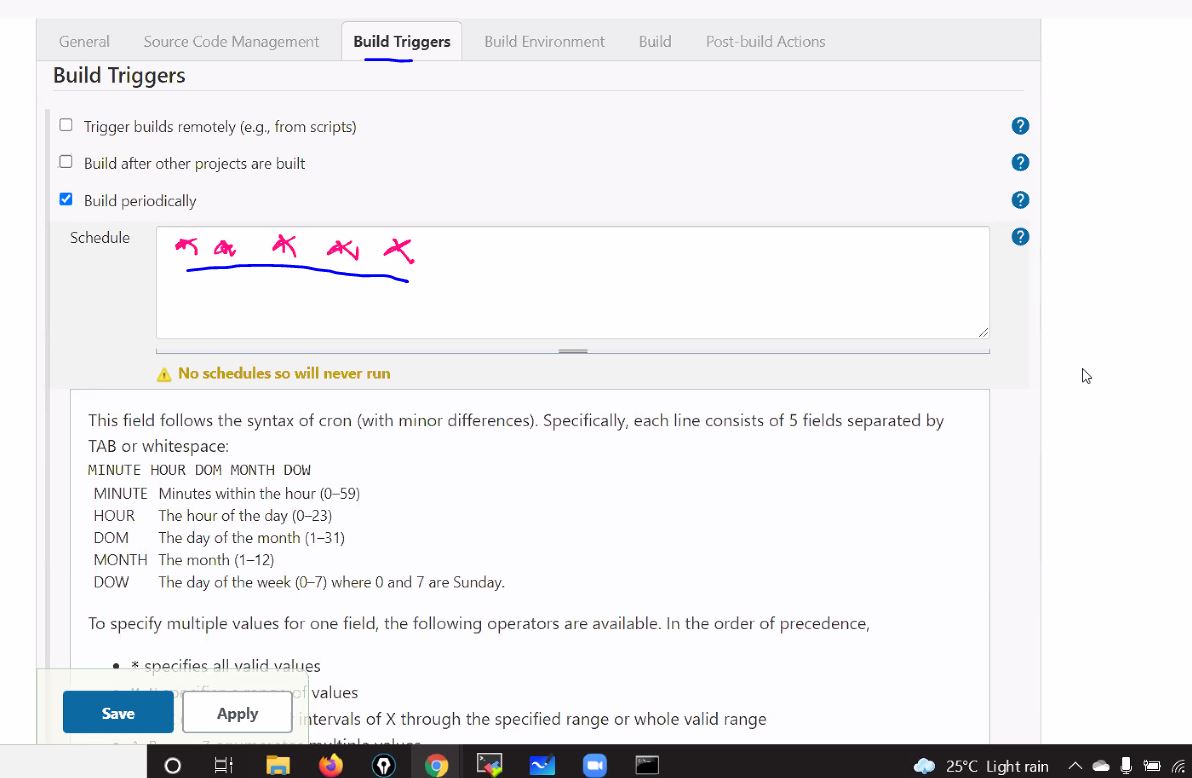 General Source Code Management Build Triggers Build Environment Build Post-build Actions
Build Triggers
Trigger builds remotely (e.g., from scripts) ?
Build after other projects are built ?
Build periodically ?
Schedule * * * * * ?
No schedules so will never run
This field follows the syntax of cron (with minor differences). Specifically, each line consists of 5 fields separated by
TAB or whitespace:
MINUTE HOUR DOM MONTH DOW
MINUTE Minutes within the hour (0–59)
HOUR The hour of the day (0–23)
DOM The day of the month (1–31)
MONTH The month (1–12)
DOW The day of the week (0–7) where 0 and 7 are Sunday.
To specify multiple values for one field, the following operators are available. In the order of precedence,
* specifies all valid values
specifies a range of values
intervals of X through the specified range or whole valid range
multiple values
Save Apply
25°C Light rain